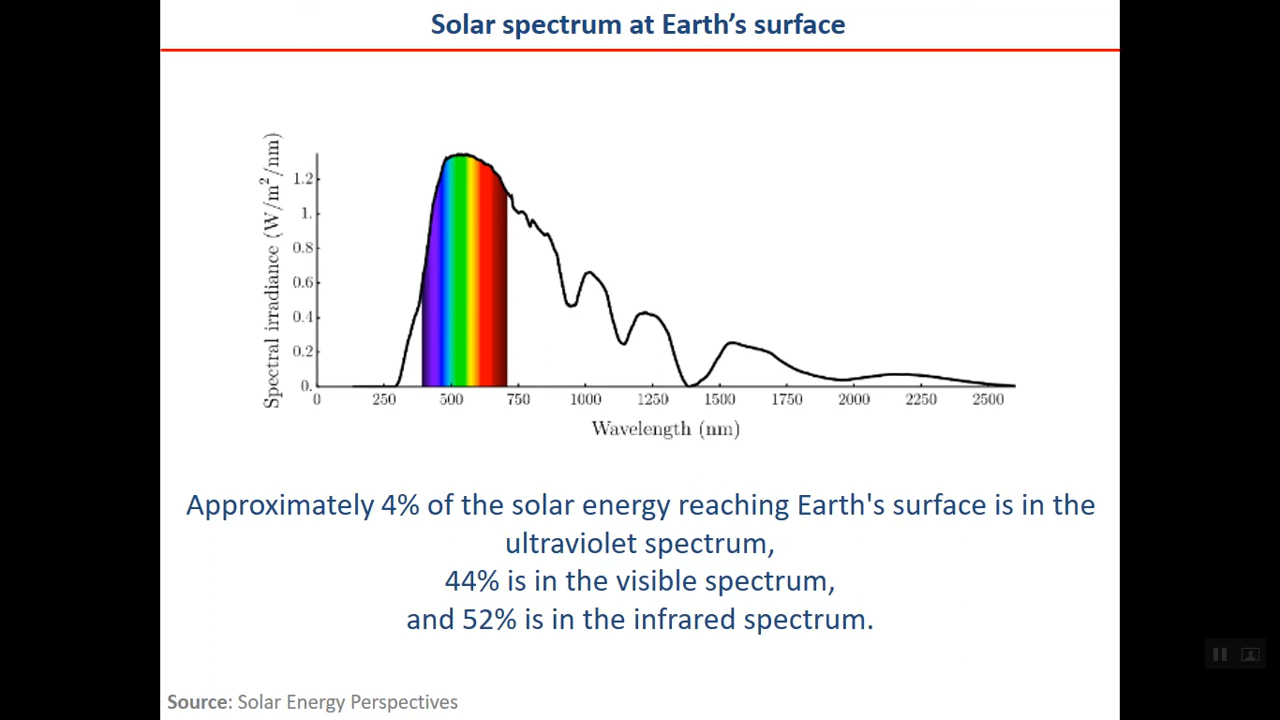 Solar spectrum at Earth’s surface
Spectral irradiance (W/m²/nm)
1.2
1.
0.8
0.6
0.4
0.2
0.
0 250 500 750 1000 1250 1500 1750 2000 2250 2500
Wavelength (nm)
Approximately 4% of the solar energy reaching Earth's surface is in the
ultraviolet spectrum,
44% is in the visible spectrum,
and 52% is in the infrared spectrum.
Source: Solar Energy Perspectives